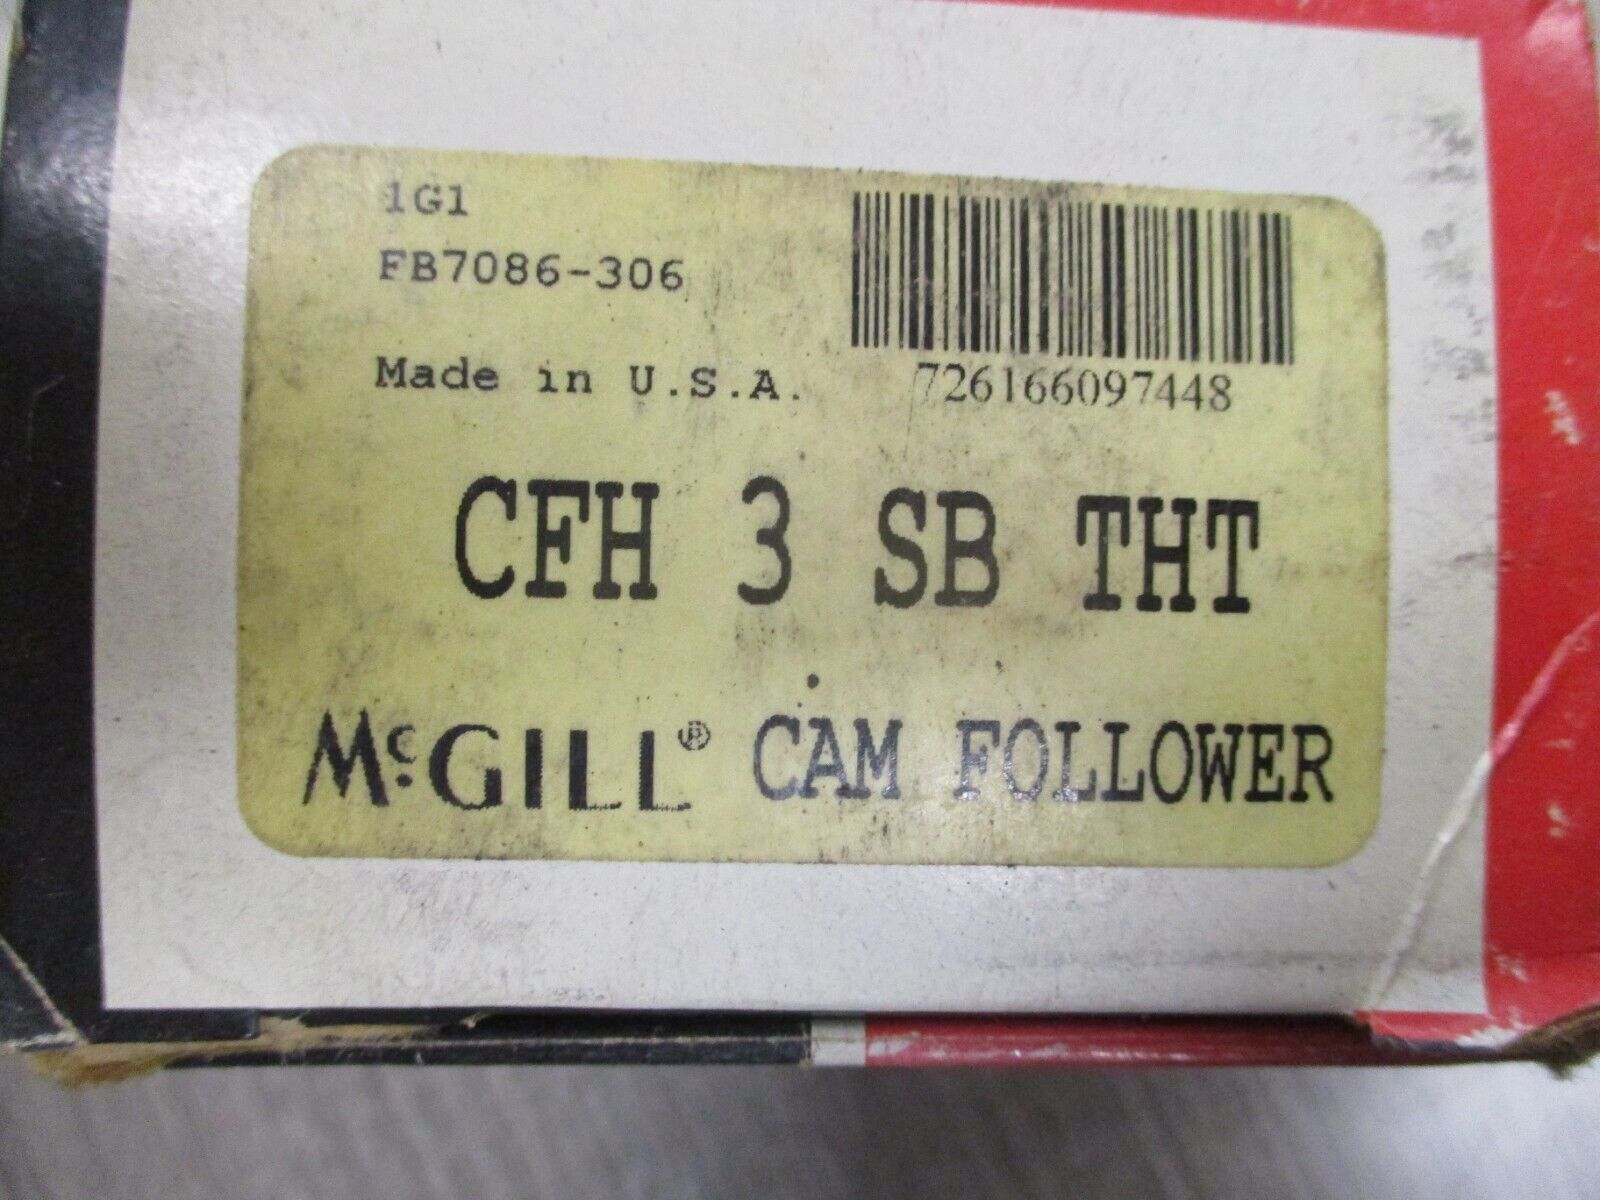 1G1
FB7086-306
Made in U.S.A.
726166097448
CFH 3 SB THT
McGILL® CAM FOLLOWER